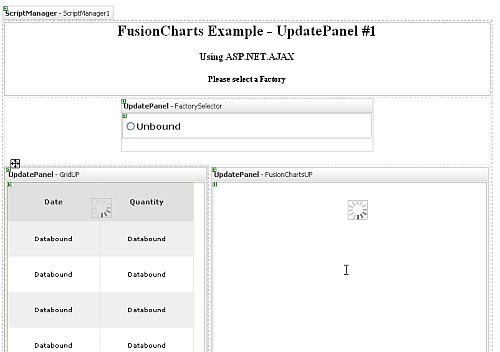 ScriptManager - ScriptManager1
FusionCharts Example - UpdatePanel #1
Using ASP.NET.AJAX
Please select a Factory
UpdatePanel - FactorySelector
Unbound
UpdatePanel - GridUP
UpdatePanel - FusionChartsUP
Date Quantity
Databound Databound
Databound Databound
Databound Databound
Databound Databound